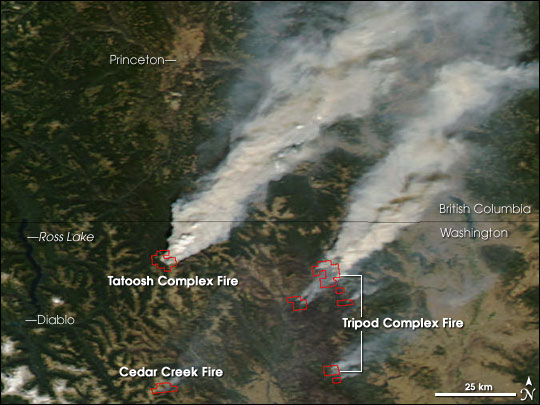 Princeton
British Columbia
Ross Lake
Washington
Tatoosh Complex Fire
Diablo
Tripod Complex Fire
Cedar Creek Fire
25 km
N